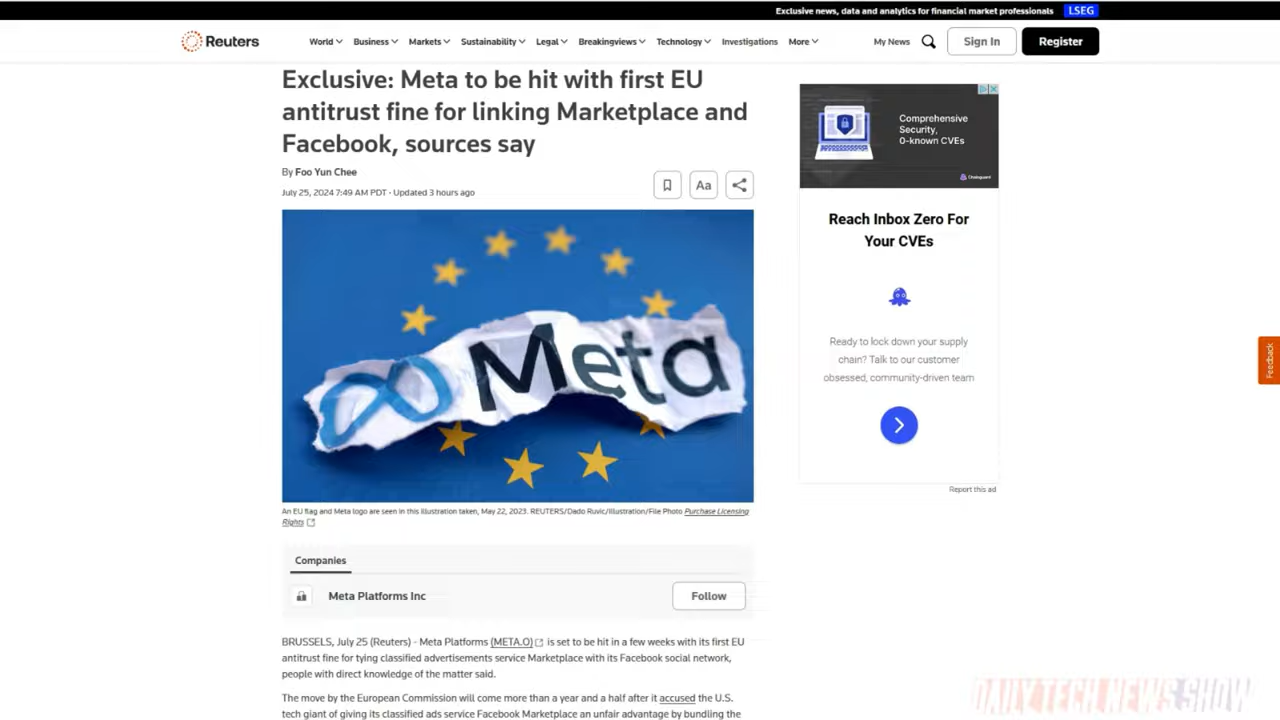 Exclusive news, data and analytics for financial market professionals LSEG
Reuters World Business Markets Sustainability Legal Breakingviews Technology Investigations More My News Sign In Register
Exclusive: Meta to be hit with first EU
antitrust fine for linking Marketplace and
Facebook, sources say
By Foo Yun Chee
July 25, 2024 7:49 AM PDT · Updated 3 hours ago
Aa
Meta
An EU flag and Meta logo are seen in this illustration taken, May 22, 2023. REUTERS/Dado Ruvic/Illustration/File Photo Purchase Licensing
Rights
Companies
Meta Platforms Inc Follow
BRUSSELS, July 25 (Reuters) - Meta Platforms (META.O) is set to be hit in a few weeks with its first EU
antitrust fine for tying classified advertisements service Marketplace with its Facebook social network,
people with direct knowledge of the matter said.
The move by the European Commission will come more than a year and a half after it accused the U.S.
tech giant of giving its classified ads service Facebook Marketplace an unfair advantage by bundling the
Comprehensive
Security,
0-known CVEs
Chainguard
Reach Inbox Zero For
Your CVEs
Ready to lock down your supply
chain? Talk to our customer
obsessed, community-driven team
Report this ad
Feedback
DAILY TECH NEWS SHOW